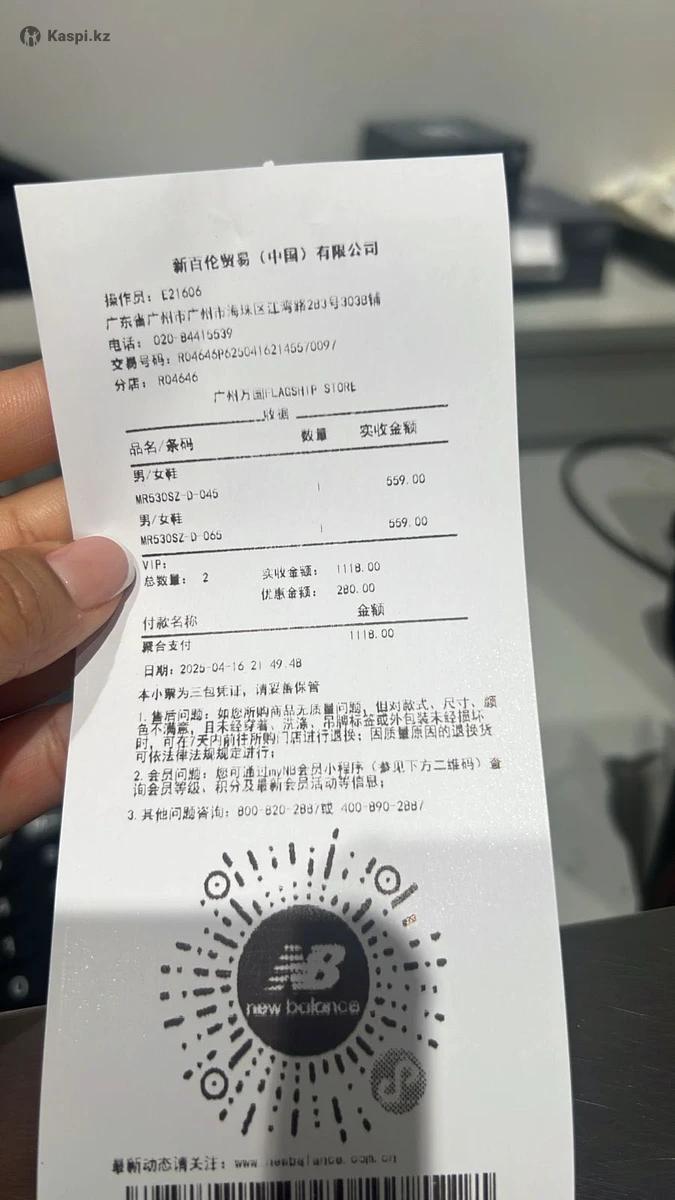 Kaspi.kz
新百伦贸易（中国）有限公司
操作员：E21606
广东省广州市广州市海珠区江湾路283号303B铺
电话：020-84415539
交易号码：R04646P62504162145570097
分店：R04646
广州万国FLAGSHIP STORE
收据
品名/条码 数量 实收金额
男/女鞋
MR530SZ-D-045 1 559.00
男/女鞋
MR530SZ-D-065 1 559.00
VIP：
总数量： 2 实收金额： 1118.00
优惠金额： 280.00
付款名称 金额
聚合支付 1118.00
日期：2025-04-16 21:49:48
本小票为三包凭证，请妥善保管
1. 售后问题：如您所购商品无质量问题，但对款式、尺寸、颜
色不满意，且未经穿着、洗涤、吊牌标签或外包装未经损坏
时，可在7天内前往所购门店进行退换；因质量原因的退换货
可依法律法规规定进行；
2. 会员问题：您可通过myNB会员小程序（参见下方二维码）查
询会员等级、积分及最新会员活动等信息；
3. 其他问题咨询：800-820-2887或 400-890-2887
NB
new balance
最新动态请关注：www.newbalance.com.cn